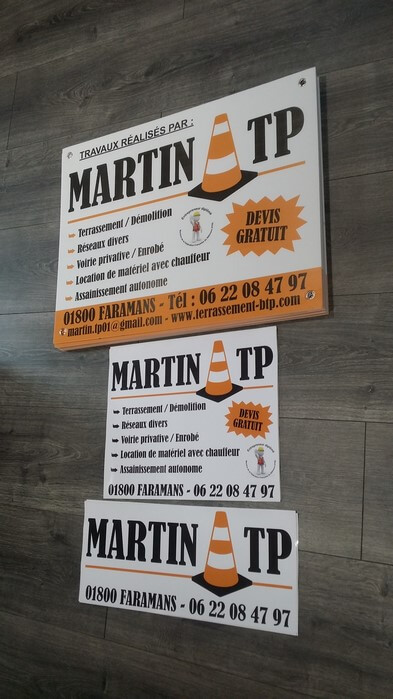 TRAVAUX RÉALISÉS PAR :
MARTIN TP
Terrassement / Démolition
Réseaux divers
Voirie privative / Enrobé
Location de matériel avec chauffeur
Assainissement autonome
DEVIS
GRATUIT
01800 FARAMANS - Tél : 06 22 08 47 97
martin.tp01@gmail.com - www.terrassement-btp.com
MARTIN TP
Terrassement / Démolition
Réseaux divers
Voirie privative / Enrobé
Location de matériel avec chauffeur
Assainissement autonome
DEVIS
GRATUIT
01800 FARAMANS - 06 22 08 47 97
MARTIN TP
01800 FARAMANS - 06 22 08 47 97